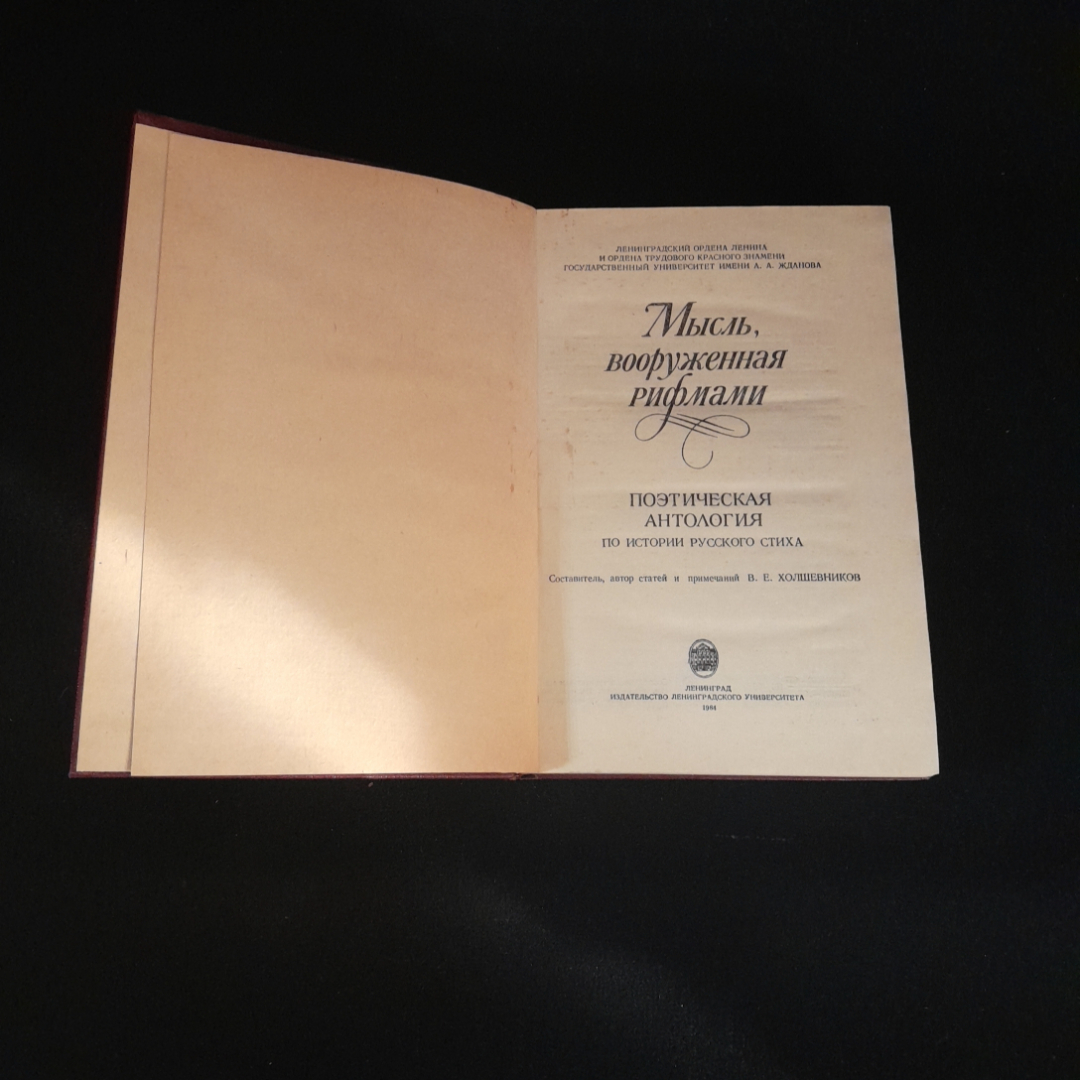 ЛЕНИНГРАДСКИЙ ОРДЕНА ЛЕНИНА
И ОРДЕНА ТРУДОВОГО КРАСНОГО ЗНАМЕНИ
ГОСУДАРСТВЕННЫЙ УНИВЕРСИТЕТ ИМЕНИ А. А. ЖДАНОВА
Мысль,
вооруженная
рифмами
ПОЭТИЧЕСКАЯ
АНТОЛОГИЯ
ПО ИСТОРИИ РУССКОГО СТИХА
Составитель, автор статей и примечаний В. Е. ХОЛШЕВНИКОВ
ЛЕНИНГРАД
ИЗДАТЕЛЬСТВО ЛЕНИНГРАДСКОГО УНИВЕРСИТЕТА